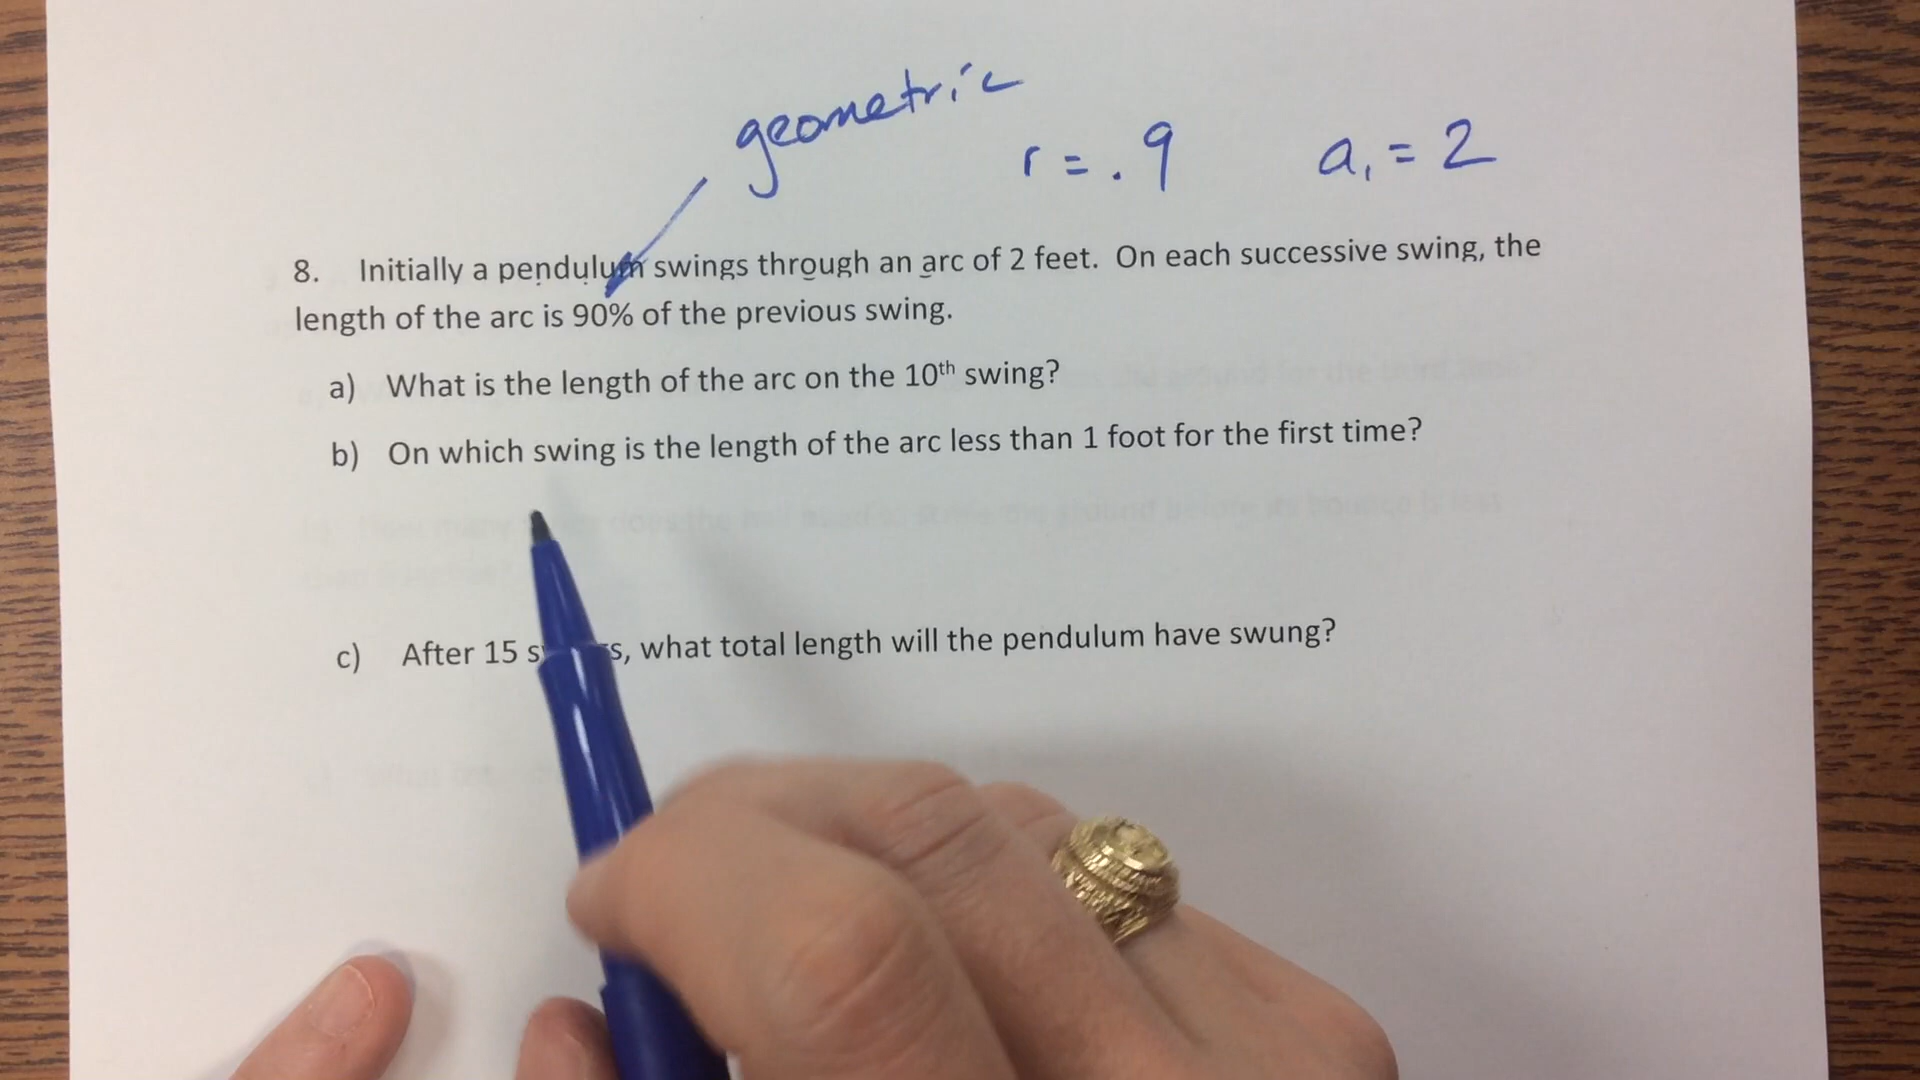 geometric
r = .9 a₁ = 2
8. Initially a pendulum swings through an arc of 2 feet. On each successive swing, the
length of the arc is 90% of the previous swing.
a) What is the length of the arc on the 10th swing?
b) On which swing is the length of the arc less than 1 foot for the first time?
c) After 15 what total length will the pendulum have swung?